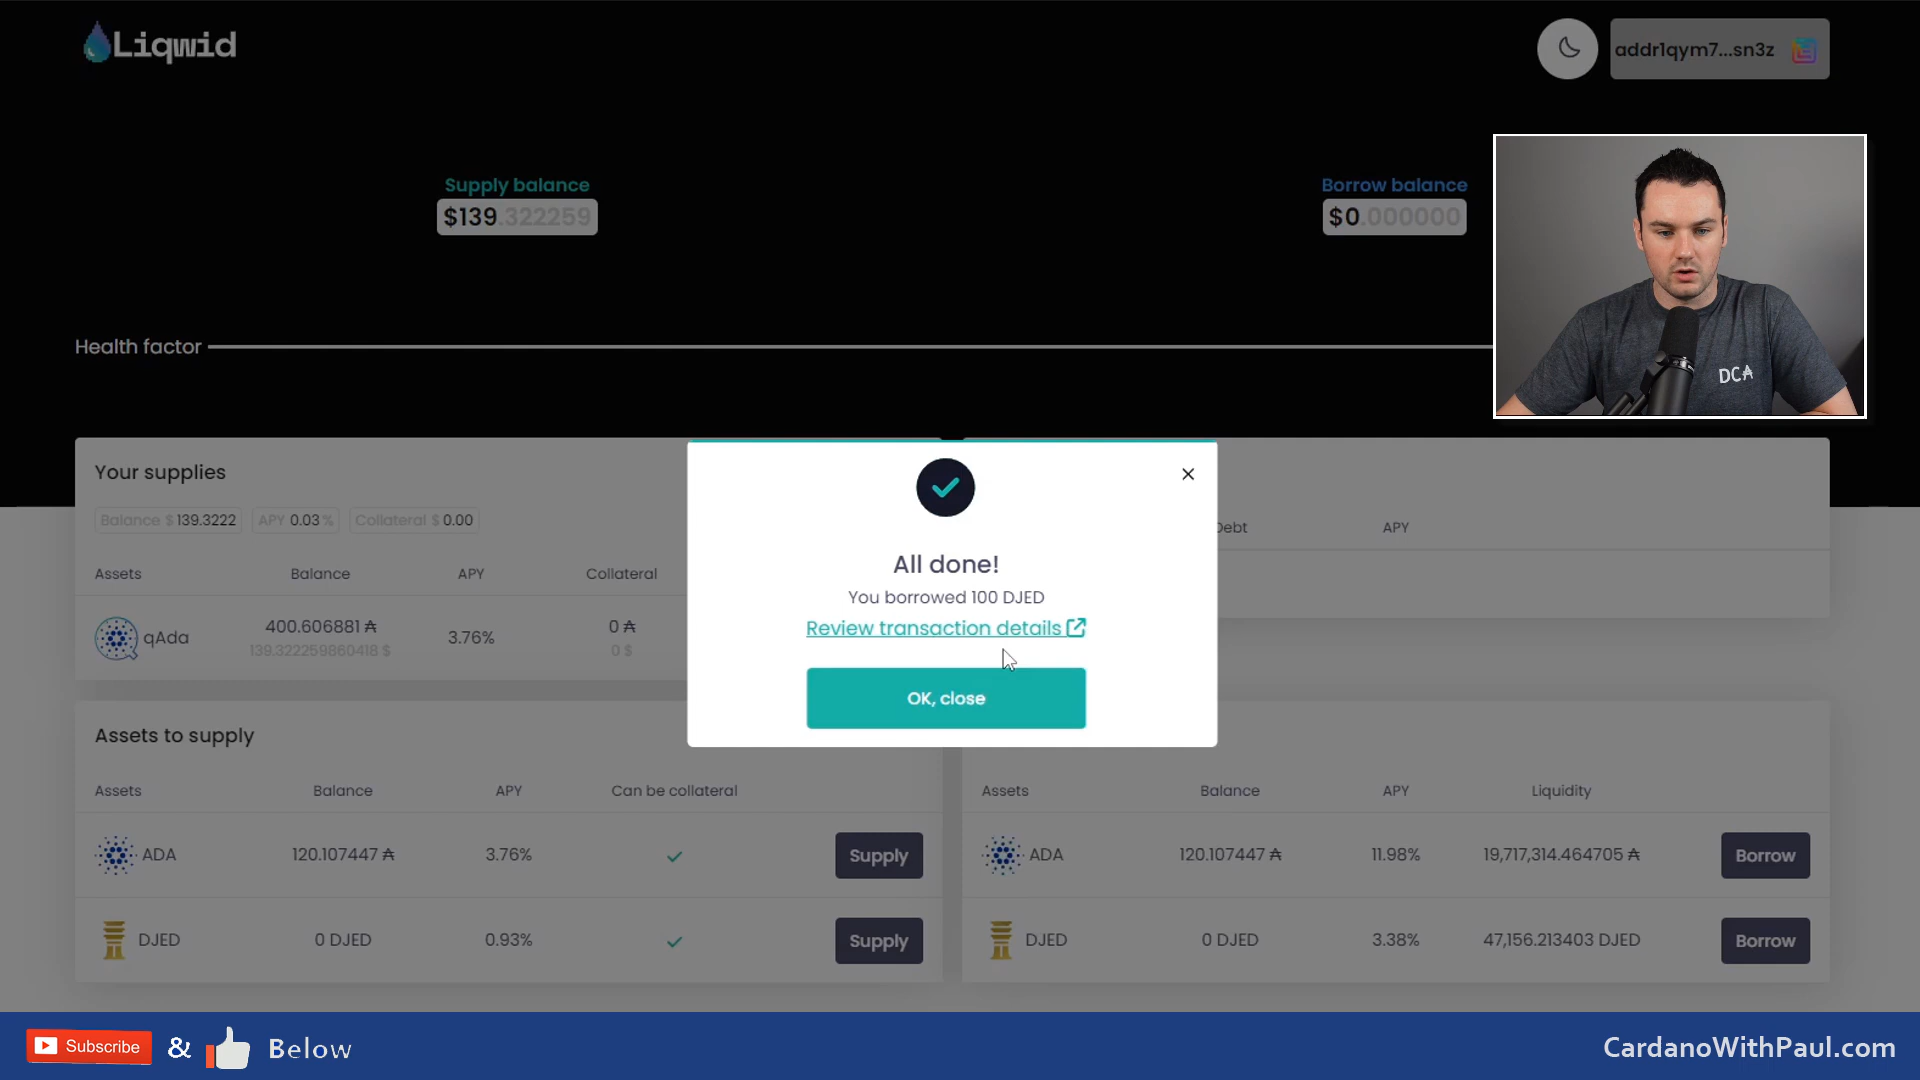 Liqwid
addr1qym7...sn3z
Supply balance
$139.322259
Borrow balance
$0.000000
Health factor
DCA
Your supplies
Balance $ 139.3222 APY 0.03 % Collateral $ 0.00
Assets Balance APY Collateral
qAda 400.606881 ₳ 3.76% 0 ₳
139.322259860418 $ 0 $
Debt APY
All done!
You borrowed 100 DJED
Review transaction details
OK, close
Assets to supply
Assets Balance APY Can be collateral
ADA 120.107447 ₳ 3.76% Supply
DJED 0 DJED 0.93% Supply
Assets Balance APY Liquidity
ADA 120.107447 ₳ 11.98% 19,717,314.464705 ₳ Borrow
DJED 0 DJED 3.38% 47,156.213403 DJED Borrow
Subscribe & Below
CardanoWithPaul.com